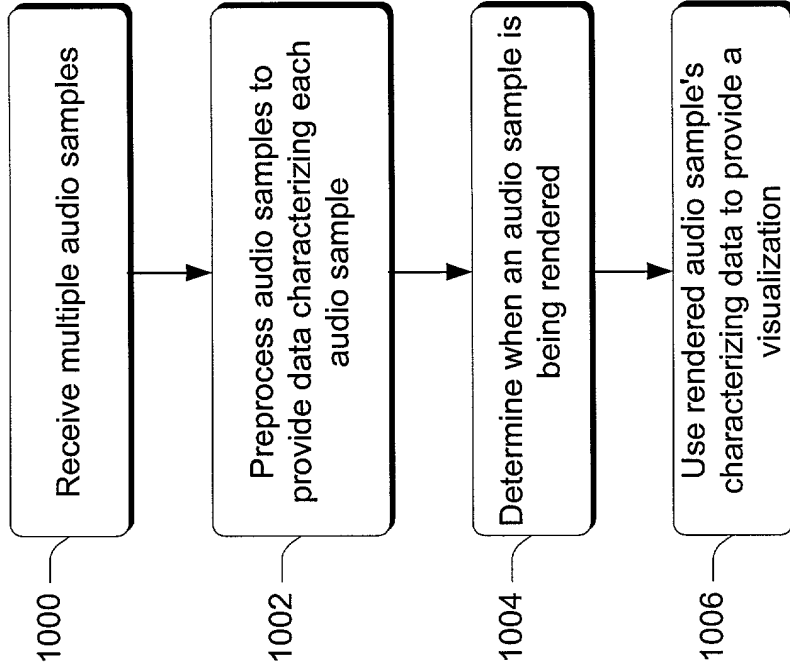 1000
Receive multiple audio samples
1002
Preprocess audio samples to
provide data characterizing each
audio sample
1004
Determine when an audio sample is
being rendered
1006
Use rendered audio sample's
characterizing data to provide a
visualization